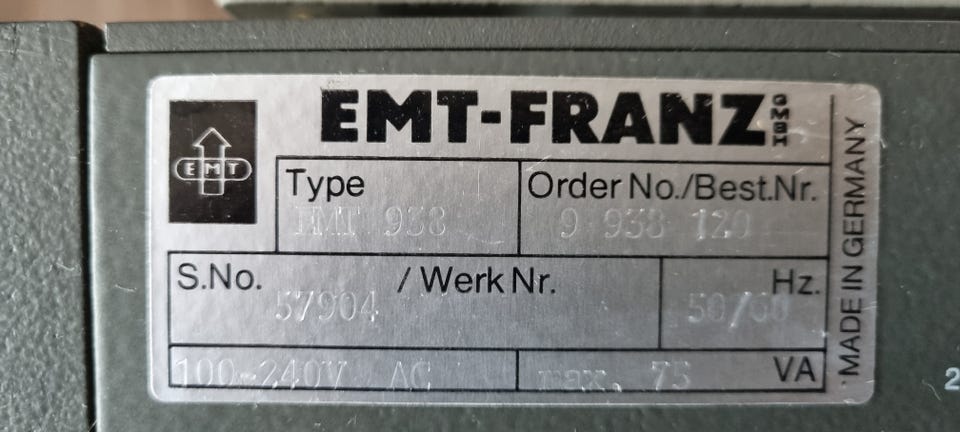 EMT-FRANZ GMBH
EMT
Type
EMT 938
Order No./Best.Nr.
9 938 120
S.No. / Werk Nr.
57904
Hz.
50/60
100-240V AC
max. 75 VA
MADE IN GERMANY
2